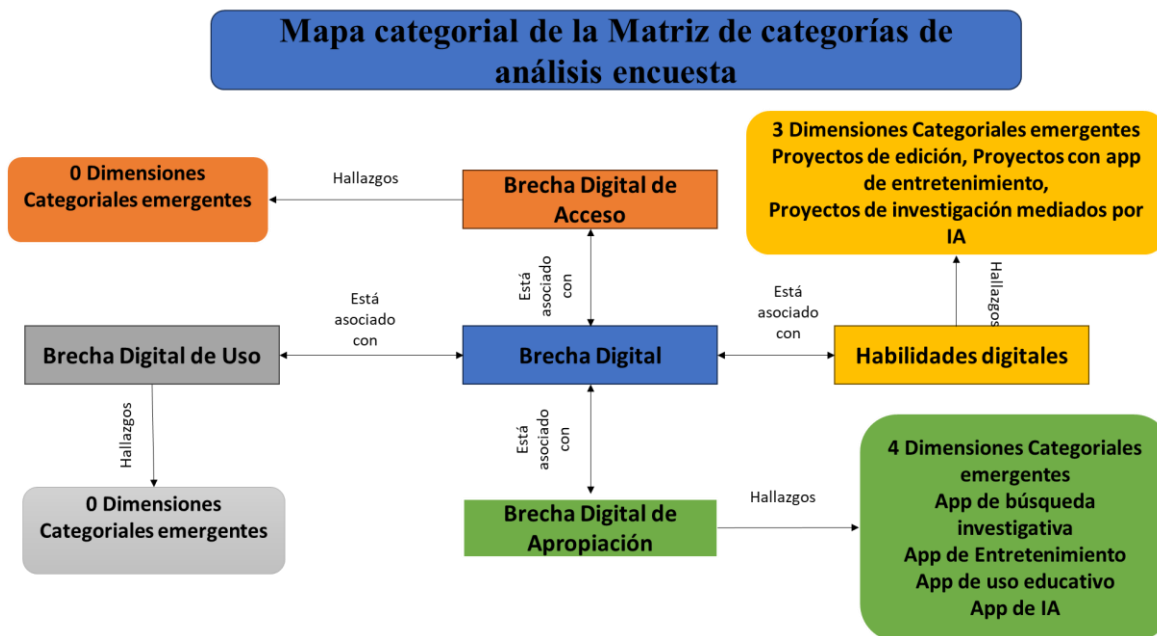 Mapa categorial de la Matriz de categorías de
análisis encuesta
3 Dimensiones Categoriales emergentes
Proyectos de edición, Proyectos con app
de entretenimiento,
Proyectos de investigación mediados por
IA
0 Dimensiones
Categoriales emergentes
Hallazgos
Brecha Digital de
Acceso
Está
asociado
con
Hallazgos
Está
asociado
con
Está
asociado
con
Brecha Digital de Uso
Brecha Digital
Habilidades digitales
Hallazgos
Está
asociado
con
0 Dimensiones
Categoriales emergentes
Brecha Digital de
Apropiación
Hallazgos
4 Dimensiones Categoriales
emergentes
App de búsqueda
investigativa
App de Entretenimiento
App de uso educativo
App de IA